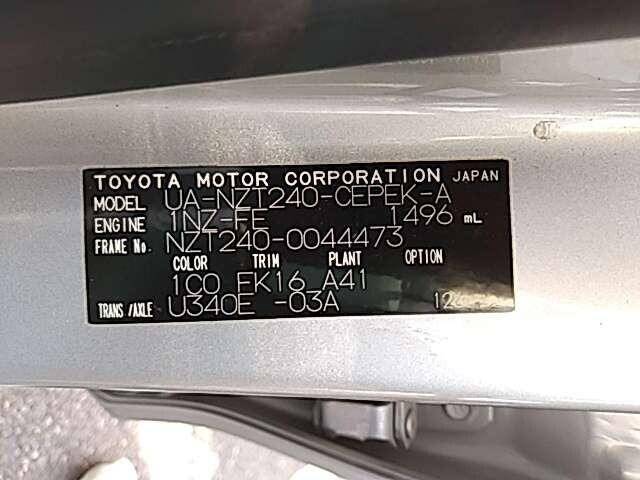 TOYOTA MOTOR CORPORATION JAPAN
MODEL UA-NZT240-CEPEK-A
ENGINE 1NZ-FE 1496 mL
FRAME No. NZT240-0044473
COLOR TRIM PLANT OPTION
1C0 FK16 A41
TRANS/AXLE U340E -03A